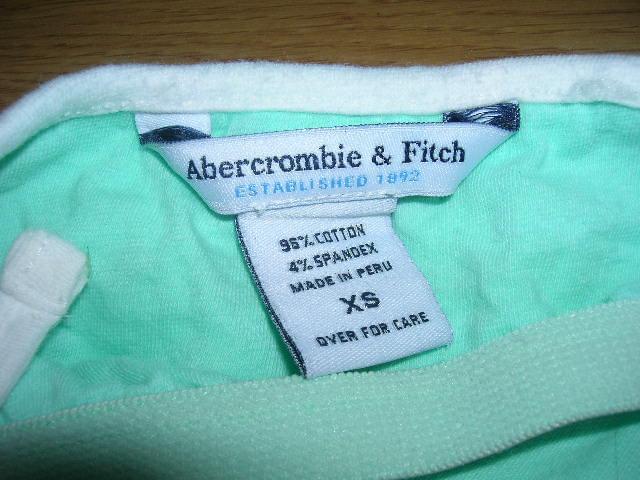 Abercrombie & Fitch
ESTABLISHED 1892
96% COTTON
4% SPANDEX
MADE IN PERU
XS
OVER FOR CARE